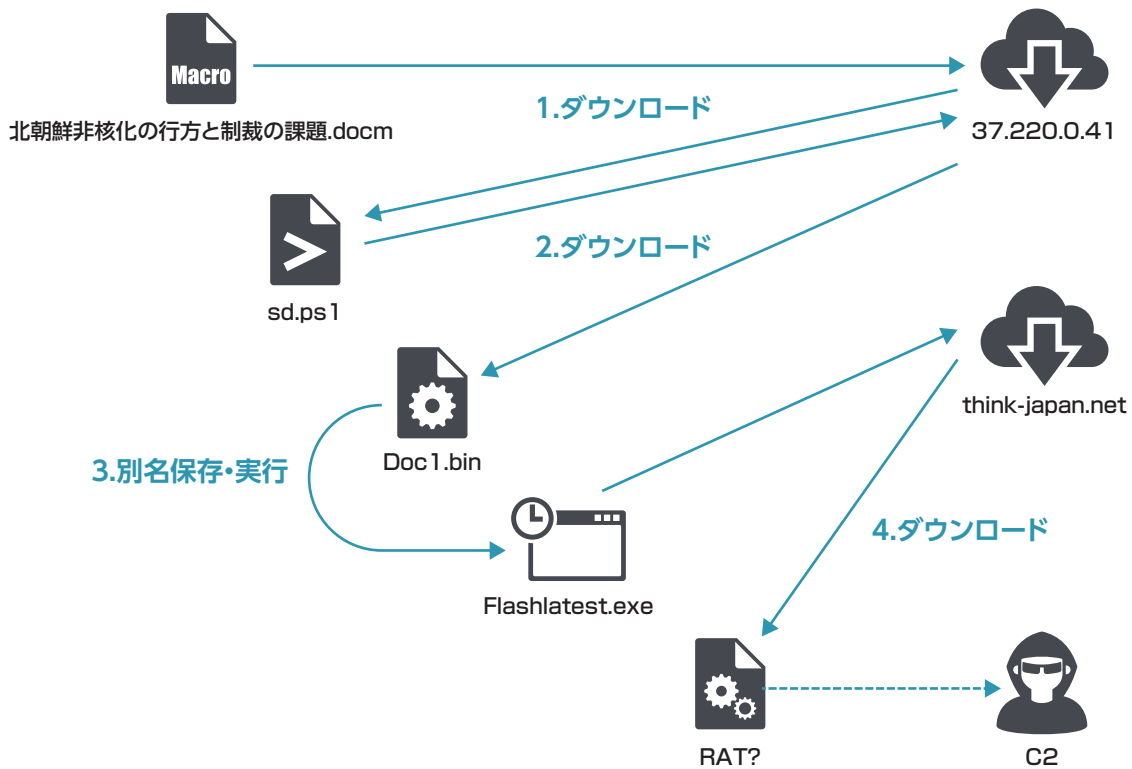 Macro
北朝鮮非核化の行方と制裁の課題.docm
1.ダウンロード
37.220.0.41
sd.ps1
2.ダウンロード
think-japan.net
Doc1.bin
3.別名保存・実行
Flashlatest.exe
4.ダウンロード
RAT?
C2